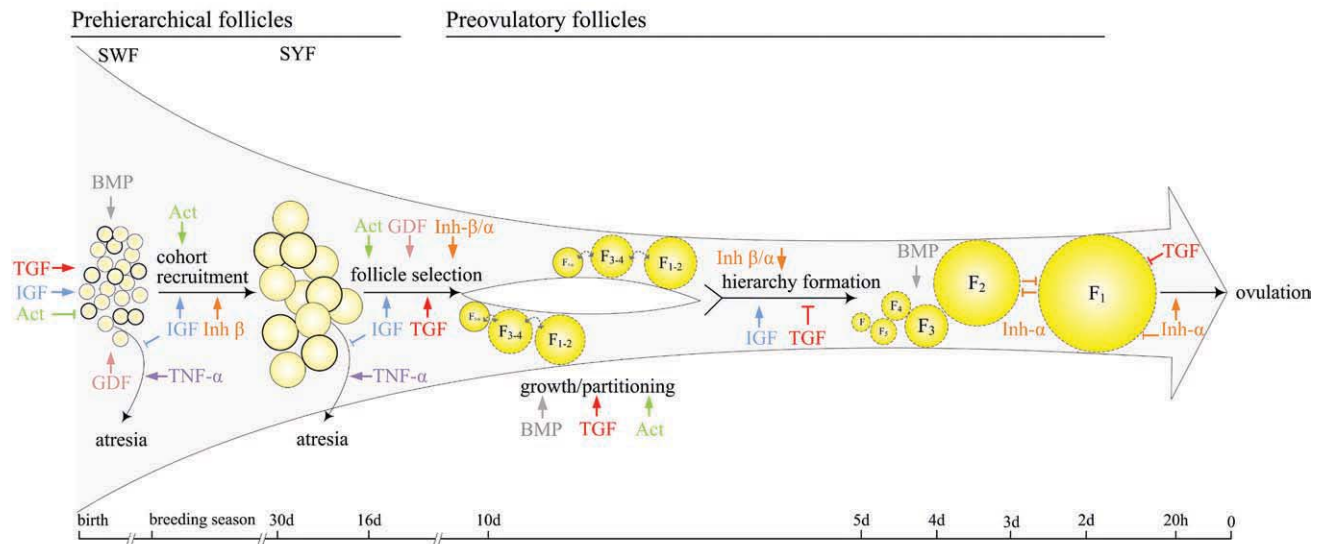 Prehierarchical follicles
Preovulatory follicles
SWF
SYF
BMP
TGF
IGF
Act
GDF
Act
cohort
recruitment
IGF
Inh β
TNF-α
atresia
Act
GDF
Inh-β/α
follicle selection
IGF
TGF
TNF-α
atresia
F3-4
F1-2
F3-4
F1-2
growth/partitioning
BMP
TGF
Act
Inh β/α
hierarchy formation
IGF
TGF
BMP
F
F5
F4
F3
F2
Inh-α
F1
TGF
Inh-α
ovulation
birth
breeding season
30d
16d
10d
5d
4d
3d
2d
20h
0